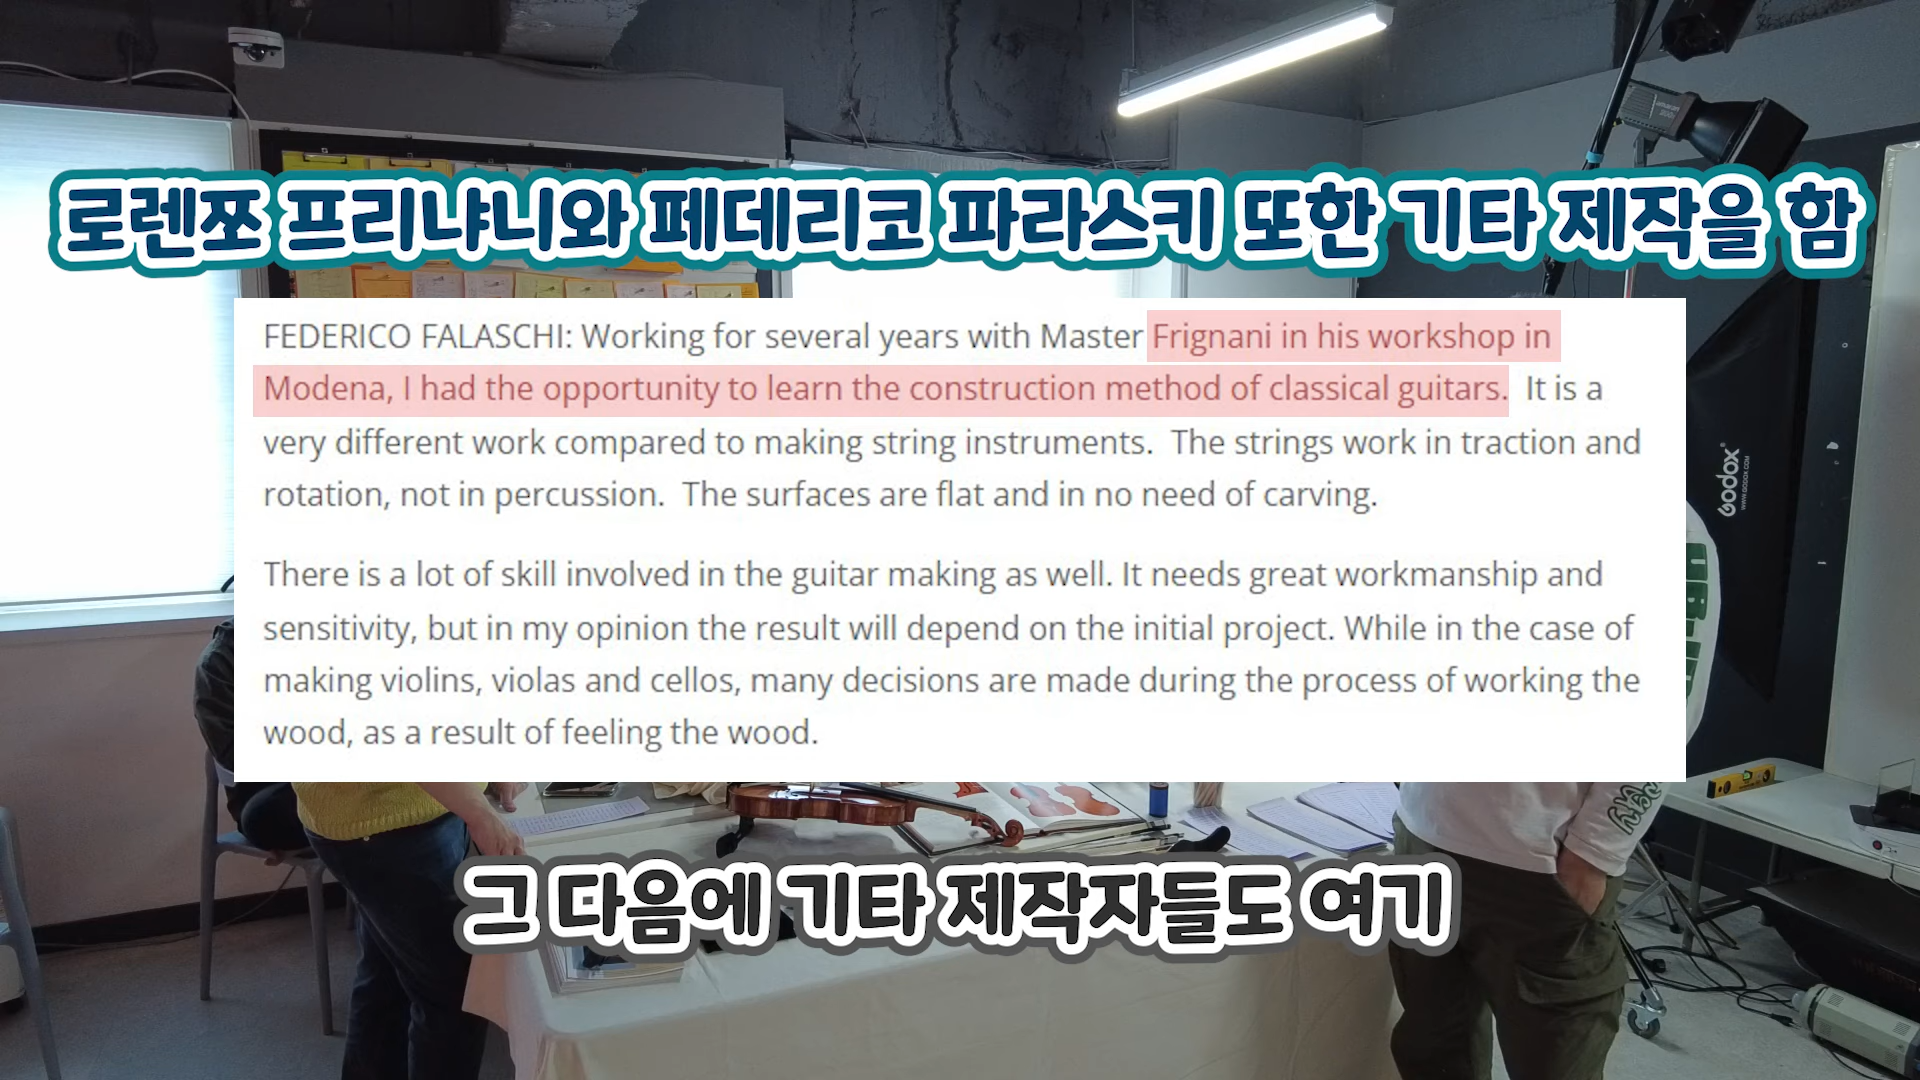 로렌쪼 프리냐니와 페데리코 파라스키 또한 기타 제작을 함
FEDERICO FALASCHI: Working for several years with Master Frignani in his workshop in
Modena, I had the opportunity to learn the construction method of classical guitars.  It is a
very different work compared to making string instruments.  The strings work in traction and
rotation, not in percussion.  The surfaces are flat and in no need of carving.
There is a lot of skill involved in the guitar making as well. It needs great workmanship and
sensitivity, but in my opinion the result will depend on the initial project. While in the case of
making violins, violas and cellos, many decisions are made during the process of working the
wood, as a result of feeling the wood.
Godox
그 다음에 기타 제작자들도 여기